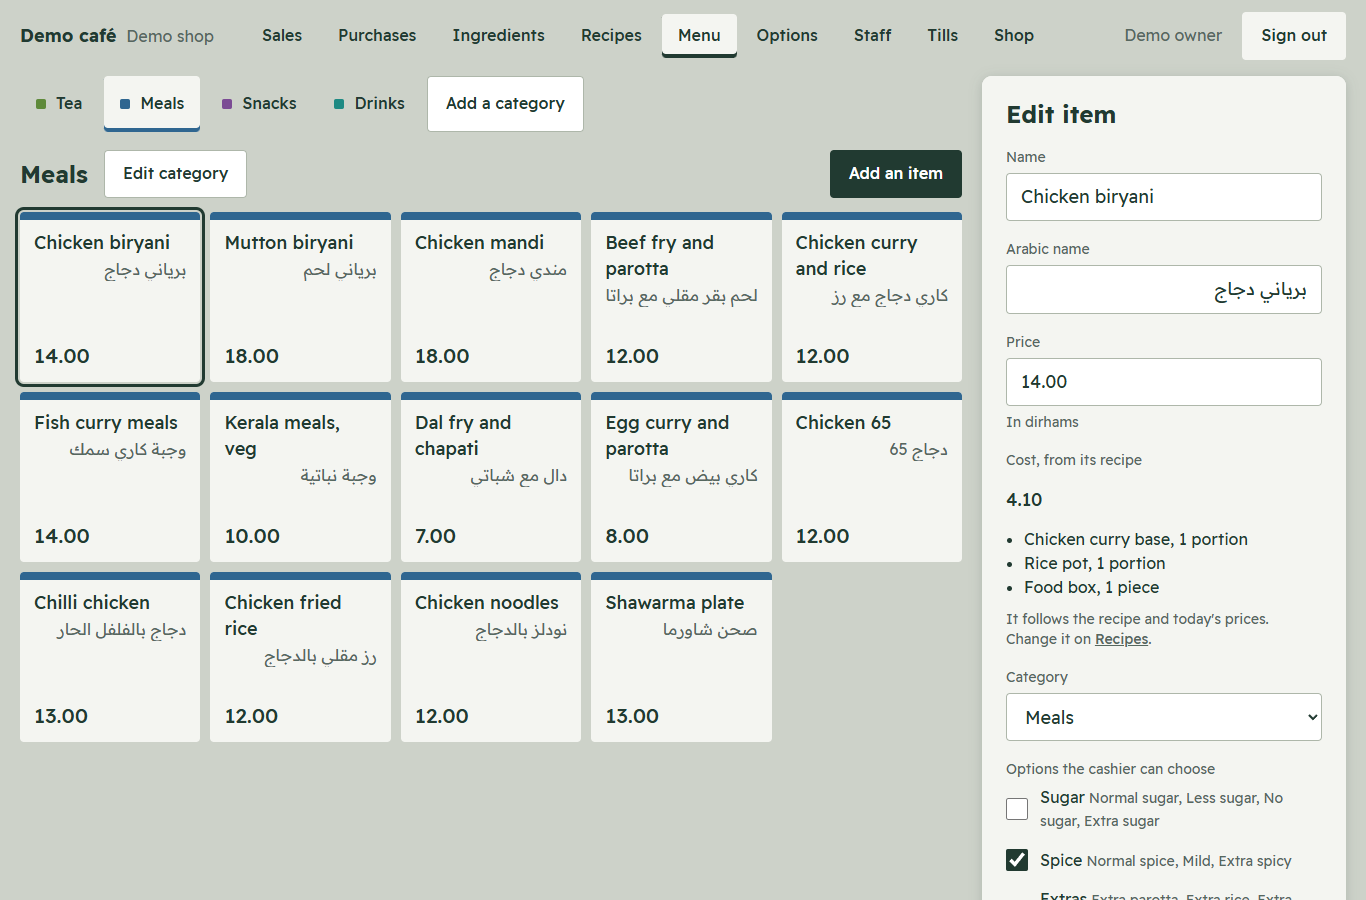 Demo café Demo shop Sales Purchases Ingredients Recipes Menu Options Staff Tills Shop Demo owner Sign out
Tea Meals Snacks Drinks Add a category
Meals Edit category Add an item
Chicken biryani
برياني دجاج
14.00
Mutton biryani
برياني لحم
18.00
Chicken mandi
مندي دجاج
18.00
Beef fry and
parotta
لحم بقر مقلي مع براتا
12.00
Chicken curry
and rice
كاري دجاج مع رز
12.00
Fish curry meals
وجبة كاري سمك
14.00
Kerala meals,
veg
وجبة نباتية
10.00
Dal fry and
chapati
دال مع شباتي
7.00
Egg curry and
parotta
كاري بيض مع براتا
8.00
Chicken 65
دجاج 65
12.00
Chilli chicken
دجاج بالفلفل الحار
13.00
Chicken fried
rice
رز مقلي بالدجاج
12.00
Chicken noodles
نودلز بالدجاج
12.00
Shawarma plate
صحن شاورما
13.00
Edit item
Name
Chicken biryani
Arabic name
برياني دجاج
Price
14.00
In dirhams
Cost, from its recipe
4.10
Chicken curry base, 1 portion
Rice pot, 1 portion
Food box, 1 piece
It follows the recipe and today's prices.
Change it on Recipes.
Category
Meals
Options the cashier can choose
Sugar Normal sugar, Less sugar, No
sugar, Extra sugar
Spice Normal spice, Mild, Extra spicy
Extras Extra parotta, Extra rice, Extra